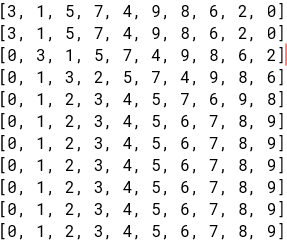 [3, 1, 5, 7, 4, 9, 8, 6, 2, 0]
[3, 1, 5, 7, 4, 9, 8, 6, 2, 0]
[0, 3, 1, 5, 7, 4, 9, 8, 6, 2]
[0, 1, 3, 2, 5, 7, 4, 9, 8, 6]
[0, 1, 2, 3, 4, 5, 7, 6, 9, 8]
[0, 1, 2, 3, 4, 5, 6, 7, 8, 9]
[0, 1, 2, 3, 4, 5, 6, 7, 8, 9]
[0, 1, 2, 3, 4, 5, 6, 7, 8, 9]
[0, 1, 2, 3, 4, 5, 6, 7, 8, 9]
[0, 1, 2, 3, 4, 5, 6, 7, 8, 9]
[0, 1, 2, 3, 4, 5, 6, 7, 8, 9]